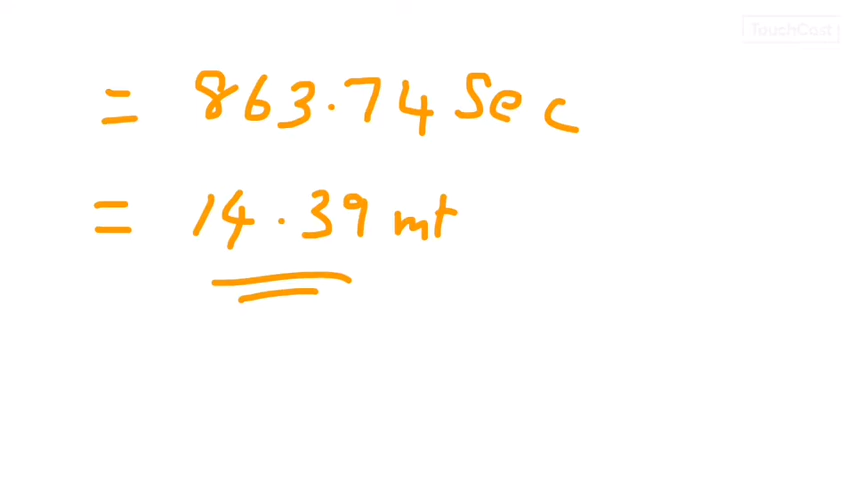 TouchCast
= 863.74 Sec
= 14.39 mt